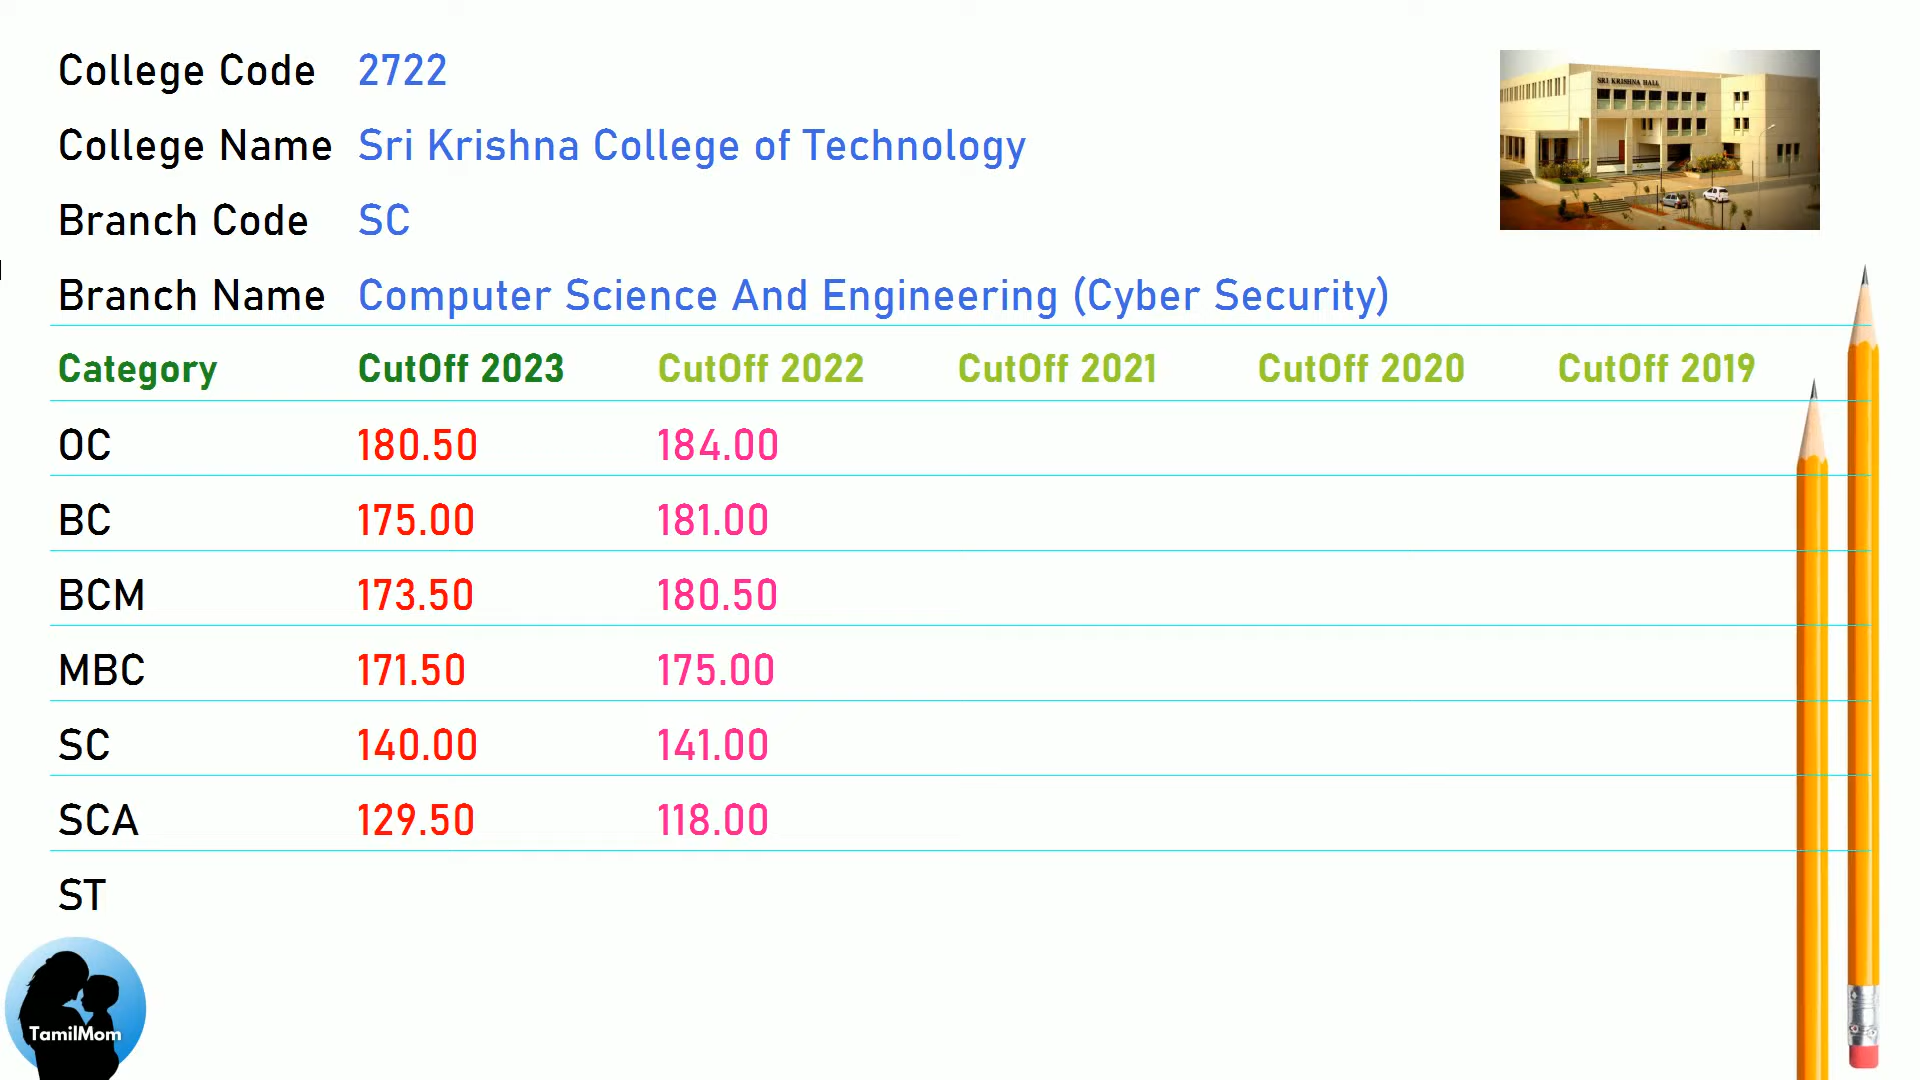 College Code 2722
College Name Sri Krishna College of Technology
Branch Code SC
Branch Name Computer Science And Engineering (Cyber Security)
Category CutOff 2023 CutOff 2022 CutOff 2021 CutOff 2020 CutOff 2019
OC 180.50 184.00
BC 175.00 181.00
BCM 173.50 180.50
MBC 171.50 175.00
SC 140.00 141.00
SCA 129.50 118.00
ST
SRI KRISHNA HALL
TamilMom